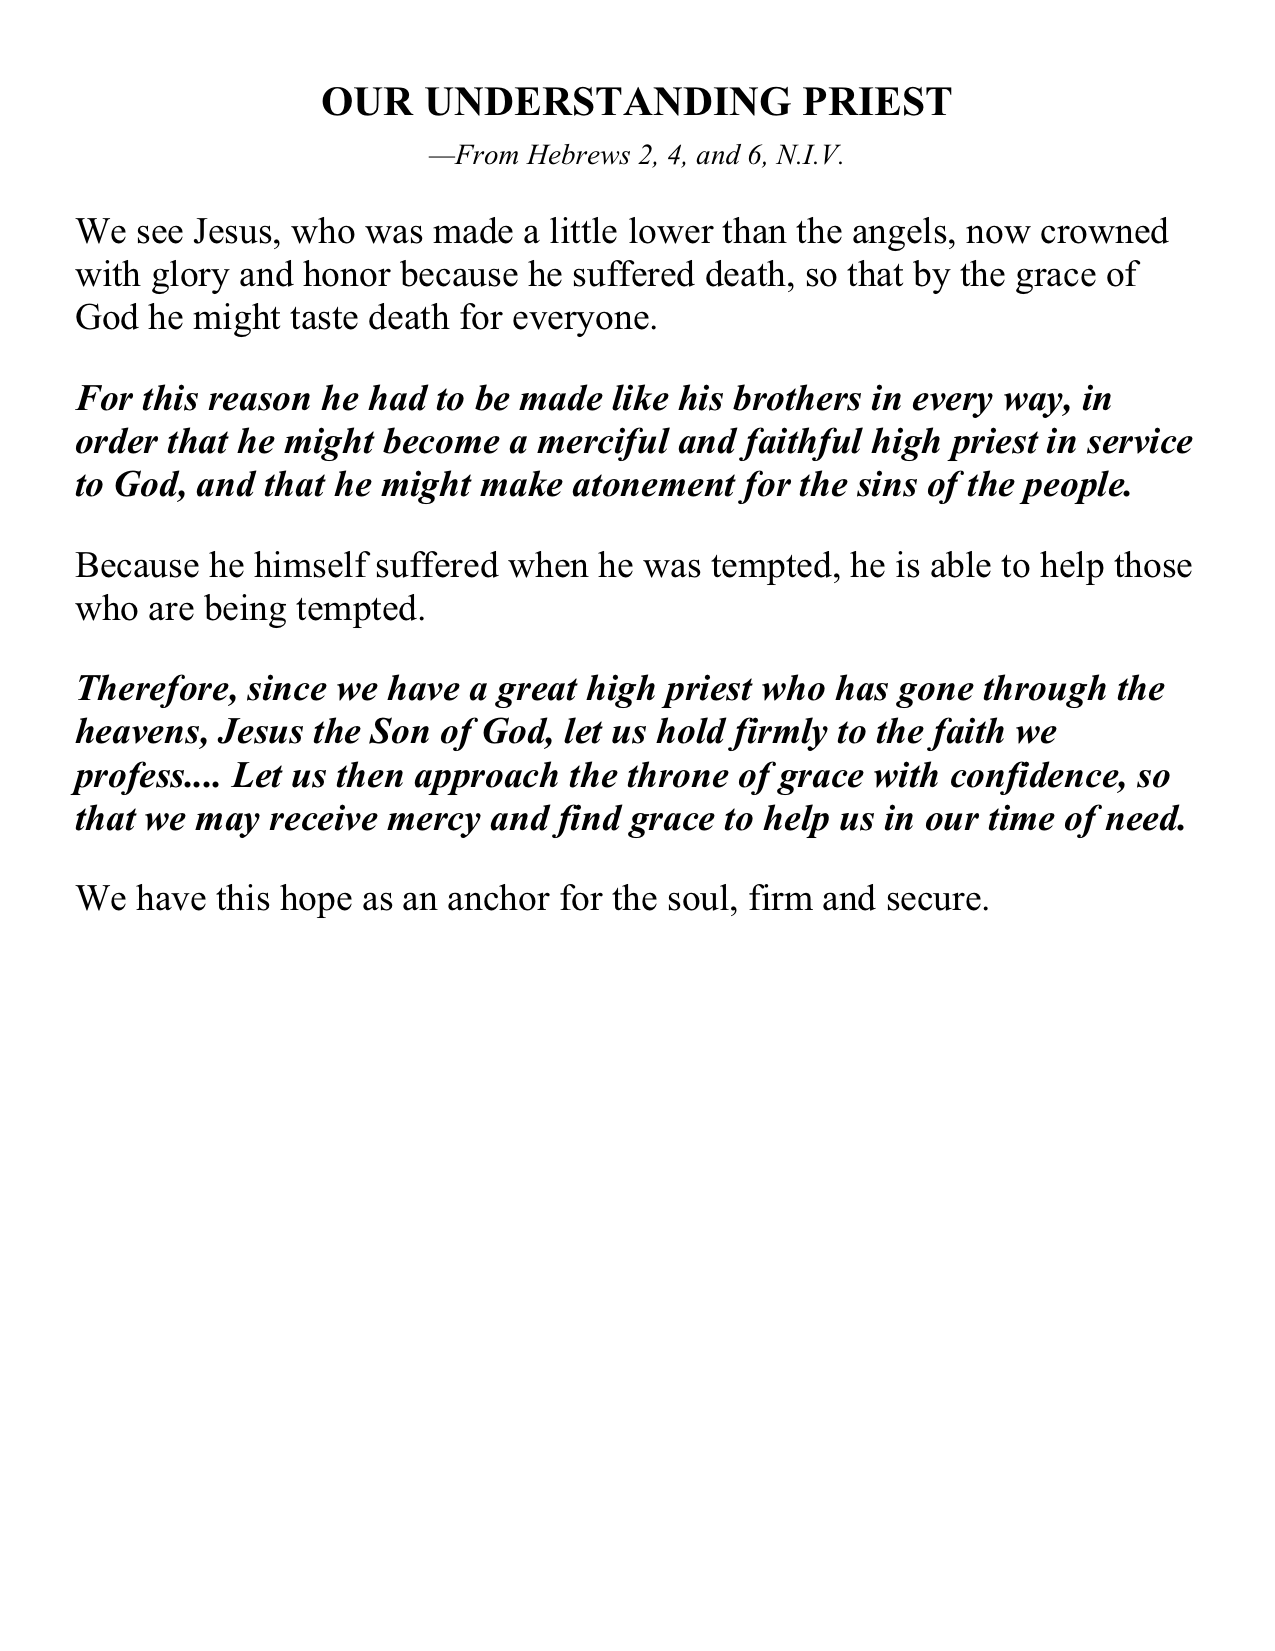 OUR UNDERSTANDING PRIEST
—From Hebrews 2, 4, and 6, N.I.V.
We see Jesus, who was made a little lower than the angels, now crowned
with glory and honor because he suffered death, so that by the grace of
God he might taste death for everyone.
For this reason he had to be made like his brothers in every way, in
order that he might become a merciful and faithful high priest in service
to God, and that he might make atonement for the sins of the people.
Because he himself suffered when he was tempted, he is able to help those
who are being tempted.
Therefore, since we have a great high priest who has gone through the
heavens, Jesus the Son of God, let us hold firmly to the faith we
profess.... Let us then approach the throne of grace with confidence, so
that we may receive mercy and find grace to help us in our time of need.
We have this hope as an anchor for the soul, firm and secure.